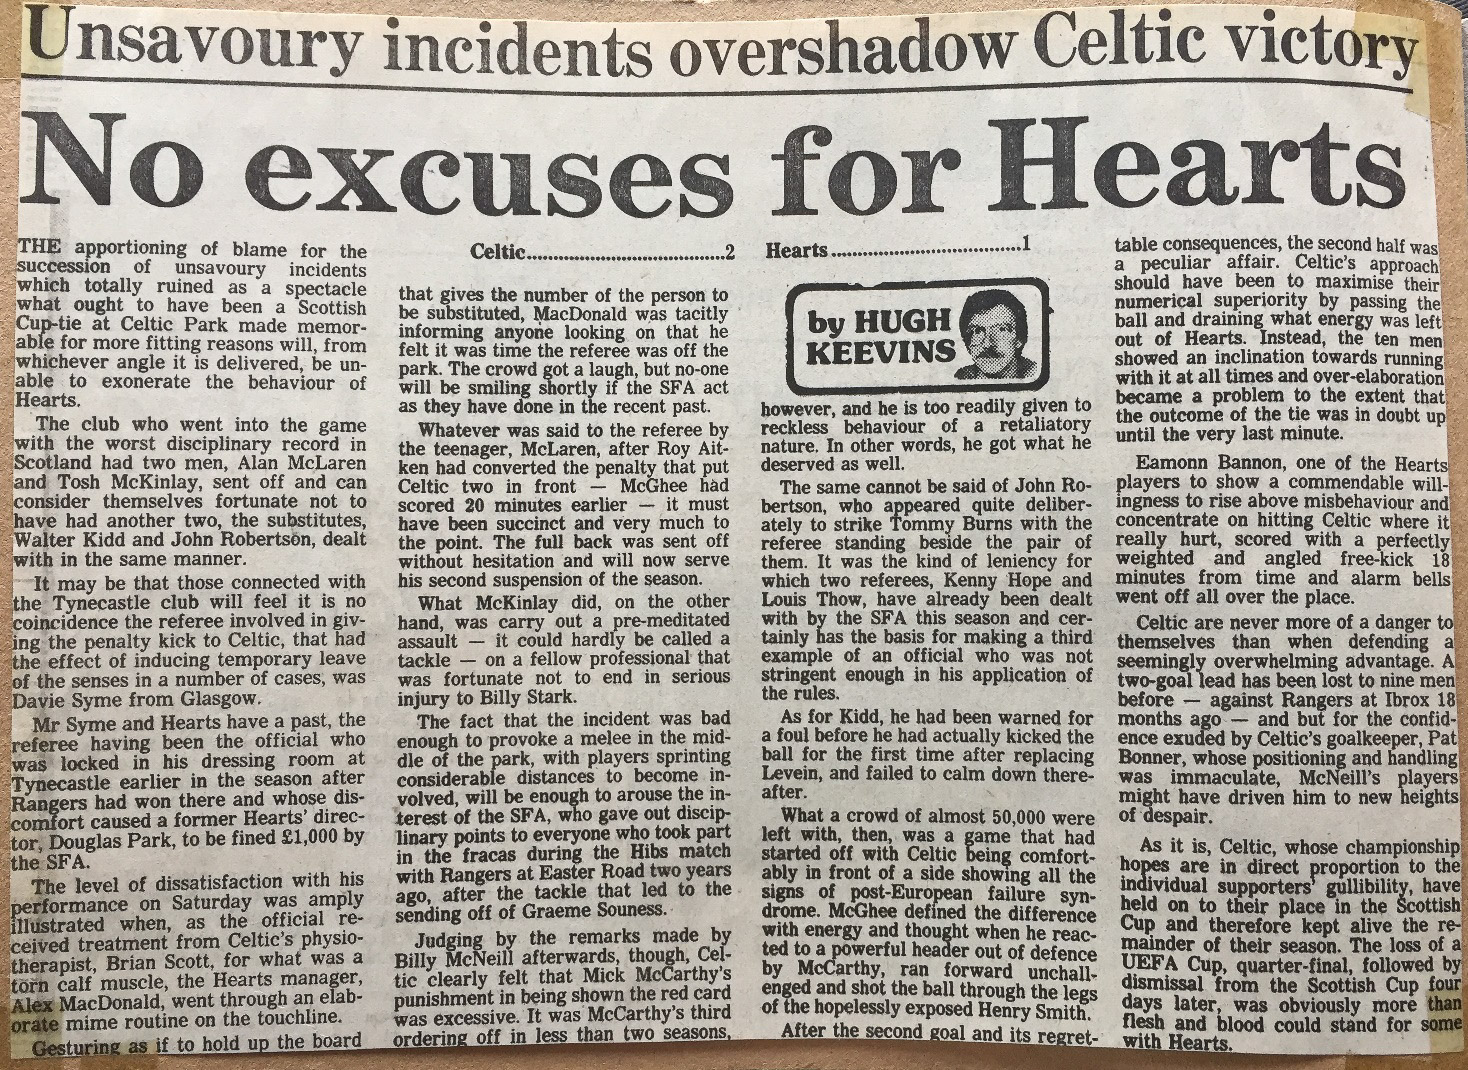 Unsavoury incidents overshadow Celtic victory
No excuses for Hearts
THE apportioning of blame for the
succession of unsavoury incidents
which totally ruined as a spectacle
what ought to have been a Scottish
Cup-tie at Celtic Park made memor-
able for more fitting reasons will, from
whichever angle it is delivered, be un-
able to exonerate the behaviour of
Hearts.
The club who went into the game
with the worst disciplinary record in
Scotland had two men, Alan McLaren
and Tosh McKinlay, sent off and can
consider themselves fortunate not to
have had another two, the substitutes,
Walter Kidd and John Robertson, dealt
with in the same manner.
It may be that those connected with
the Tynecastle club will feel it is no
coincidence the referee involved in giv-
ing the penalty kick to Celtic, that had
the effect of inducing temporary leave
of the senses in a number of cases, was
Davie Syme from Glasgow.
Mr Syme and Hearts have a past, the
referee having been the official who
was locked in his dressing room at
Tynecastle earlier in the season after
Rangers had won there and whose dis-
comfort caused a former Hearts' direc-
tor, Douglas Park, to be fined £1,000 by
the SFA.
The level of dissatisfaction with his
performance on Saturday was amply
illustrated when, as the official re-
ceived treatment from Celtic's physio-
therapist, Brian Scott, for what was a
torn calf muscle, the Hearts manager,
Alex MacDonald, went through an elab-
orate mime routine on the touchline.
Gesturing as if to hold up the board
Celtic.......................................2
that gives the number of the person to
be substituted, MacDonald was tacitly
informing anyone looking on that he
felt it was time the referee was off the
park. The crowd got a laugh, but no-one
will be smiling shortly if the SFA act
as they have done in the recent past.
Whatever was said to the referee by
the teenager, McLaren, after Roy Ait-
ken had converted the penalty that put
Celtic two in front — McGhee had
scored 20 minutes earlier — it must
have been succinct and very much to
the point. The full back was sent off
without hesitation and will now serve
his second suspension of the season.
What McKinlay did, on the other
hand, was carry out a pre-meditated
assault — it could hardly be called a
tackle — on a fellow professional that
was fortunate not to end in serious
injury to Billy Stark.
The fact that the incident was bad
enough to provoke a melee in the mid-
dle of the park, with players sprinting
considerable distances to become in-
volved, will be enough to arouse the in-
terest of the SFA, who gave out discip-
linary points to everyone who took part
in the fracas during the Hibs match
with Rangers at Easter Road two years
ago, after the tackle that led to the
sending off of Graeme Souness.
Judging by the remarks made by
Billy McNeill afterwards, though, Cel-
tic clearly felt that Mick McCarthy's
punishment in being shown the red card
was excessive. It was McCarthy's third
ordering off in less than two seasons,
Hearts.....................................1
by HUGH
KEEVINS
however, and he is too readily given to
reckless behaviour of a retaliatory
nature. In other words, he got what he
deserved as well.
The same cannot be said of John Ro-
bertson, who appeared quite deliber-
ately to strike Tommy Burns with the
referee standing beside the pair of
them. It was the kind of leniency for
which two referees, Kenny Hope and
Louis Thow, have already been dealt
with by the SFA this season and cer-
tainly has the basis for making a third
example of an official who was not
stringent enough in his application of
the rules.
As for Kidd, he had been warned for
a foul before he had actually kicked the
ball for the first time after replacing
Levein, and failed to calm down there-
after.
What a crowd of almost 50,000 were
left with, then, was a game that had
started off with Celtic being comfort-
ably in front of a side showing all the
signs of post-European failure syn-
drome. McGhee defined the difference
with energy and thought when he reac-
ted to a powerful header out of defence
by McCarthy, ran forward unchall-
enged and shot the ball through the legs
of the hopelessly exposed Henry Smith.
After the second goal and its regret-
table consequences, the second half was
a peculiar affair. Celtic's approach
should have been to maximise their
numerical superiority by passing the
ball and draining what energy was left
out of Hearts. Instead, the ten men
showed an inclination towards running
with it at all times and over-elaboration
became a problem to the extent that
the outcome of the tie was in doubt up
until the very last minute.
Eamonn Bannon, one of the Hearts
players to show a commendable will-
ingness to rise above misbehaviour and
concentrate on hitting Celtic where it
really hurt, scored with a perfectly
weighted and angled free-kick 18
minutes from time and alarm bells
went off all over the place.
Celtic are never more of a danger to
themselves than when defending a
seemingly overwhelming advantage. A
two-goal lead has been lost to nine men
before — against Rangers at Ibrox 18
months ago — and but for the confid-
ence exuded by Celtic's goalkeeper, Pat
Bonner, whose positioning and handling
was immaculate, McNeill's players
might have driven him to new heights
of despair.
As it is, Celtic, whose championship
hopes are in direct proportion to the
individual supporters' gullibility, have
held on to their place in the Scottish
Cup and therefore kept alive the re-
mainder of their season. The loss of a
UEFA Cup, quarter-final, followed by
dismissal from the Scottish Cup four
days later, was obviously more than
flesh and blood could stand for some
with Hearts.